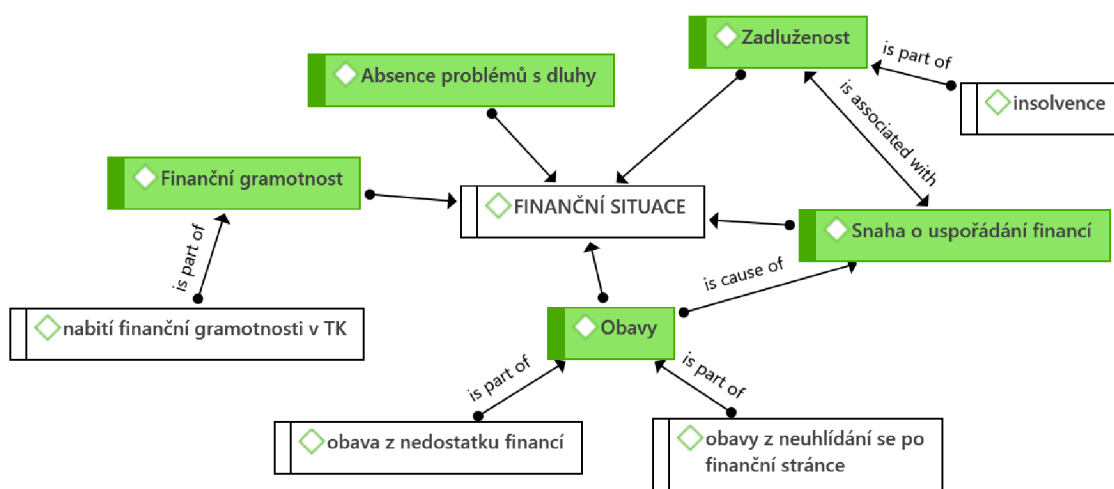 Zadluženost
is part of
Absence problémů s dluhy
insolvence
is associated with
Finanční gramotnost
FINANČNÍ SITUACE
Snaha o uspořádání financí
is part of
is cause of
nabití finanční gramotnosti v TK
Obavy
is part of
is part of
obava z nedostatku financí
obavy z neuhlídání se po
finanční stránce